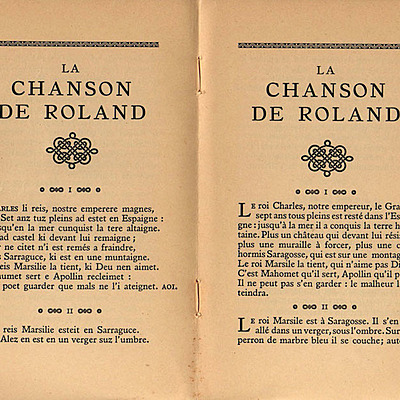 LA
CHANSON
DE ROLAND
I
ARLES li reis, nostre emperere magnes,
Set anz tuz pleins ad estet en Espaigne :
squ'en la mer cunquist la tere altaigne.
ad castel ki devant lui remaigne ;
r ne citet n'i est remés a fraindre,
s Sarraguce, ki est en une muntaigne.
eis Marsilie la tient, ki Deu nen aimet.
umet sert e Apollin recleimet :
poet guarder que mals ne l'i ateignet. AOI.
II
reis Marsilie esteit en Sarraguce.
Alez en est en un verger suz l'umbre.
LA
CHANSON
DE ROLAND
I
LE roi Charles, notre empereur, le Gra
sept ans tous pleins est resté dans l'Es
gne : jusqu'à la mer il a conquis la terre h
taine. Plus un château qui devant lui rési
plus une muraille à forcer, plus une c
hormis Saragosse, qui est sur une montag
Le roi Marsile la tient, qui n'aime pas Di
C'est Mahomet qu'il sert, Apollin qu'il p
Il ne peut pas s'en garder : le malheur l
teindra.
II
LE roi Marsile est à Saragosse. Il s'en
allé dans un verger, sous l'ombre. Sur
perron de marbre bleu il se couche; aut